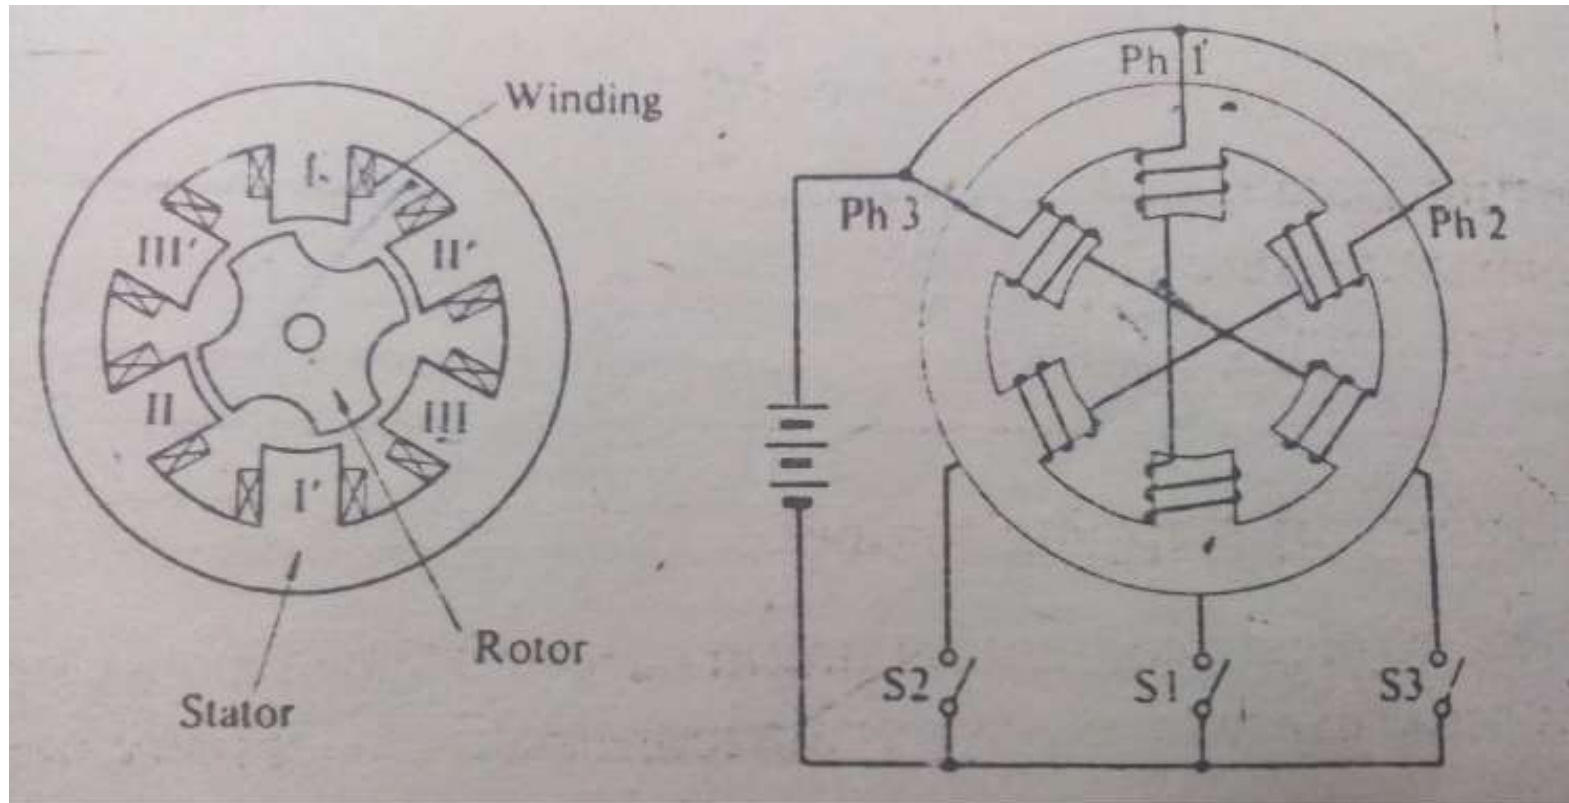 Winding
I
III'
II'
II
III
I'
Rotor
Stator
Ph 1'
Ph 3
Ph 2
S2
S1
S3